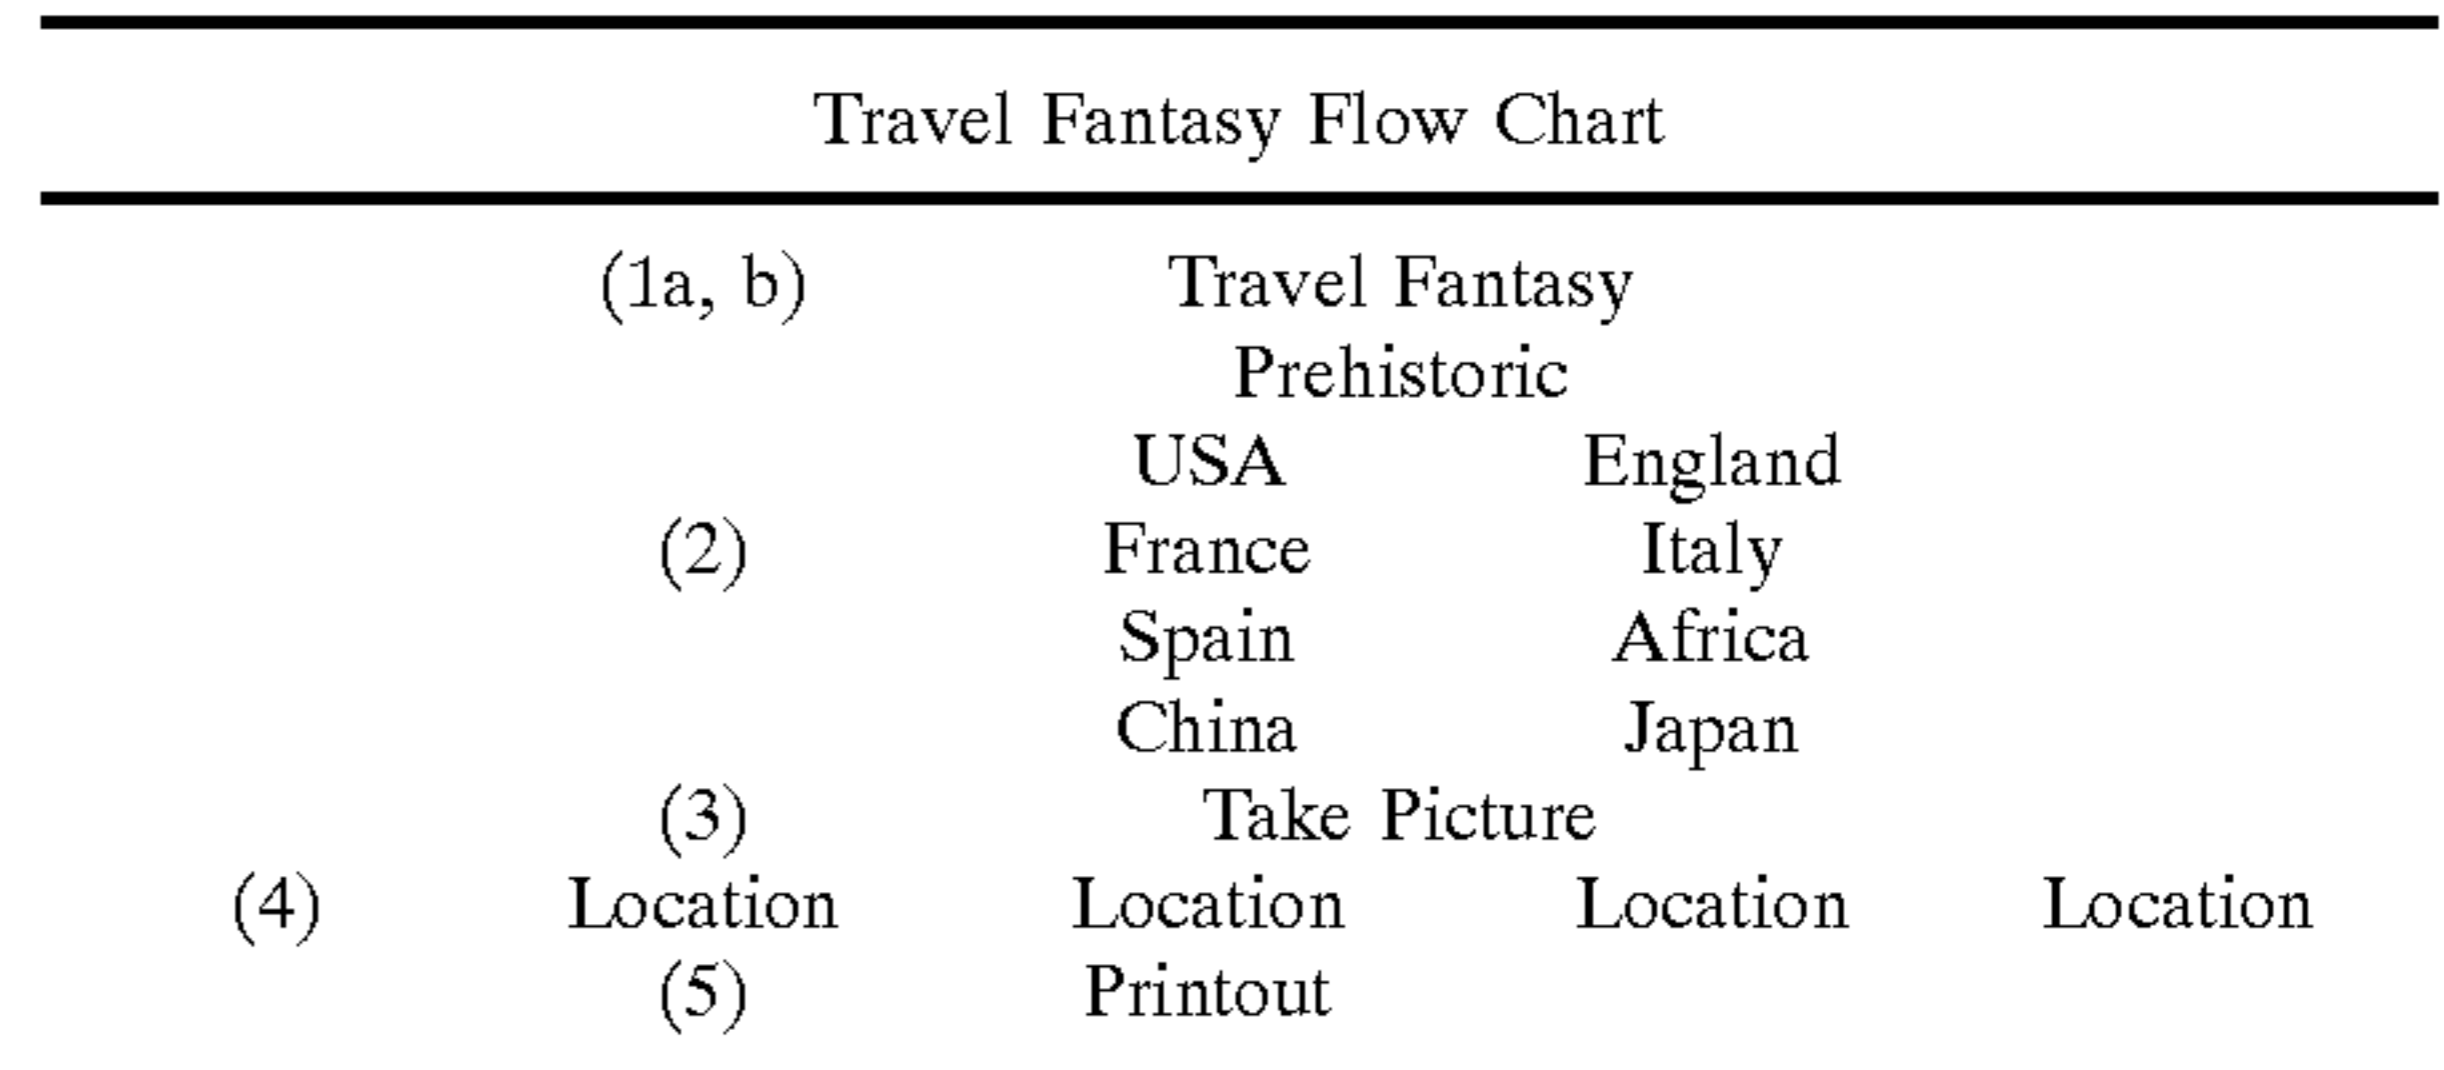 Travel Fantasy Flow Chart
(1a, b) Travel Fantasy
Prehistoric
USA England
(2) France Italy
Spain Africa
China Japan
(3) Take Picture
(4) Location Location Location Location
(5) Printout